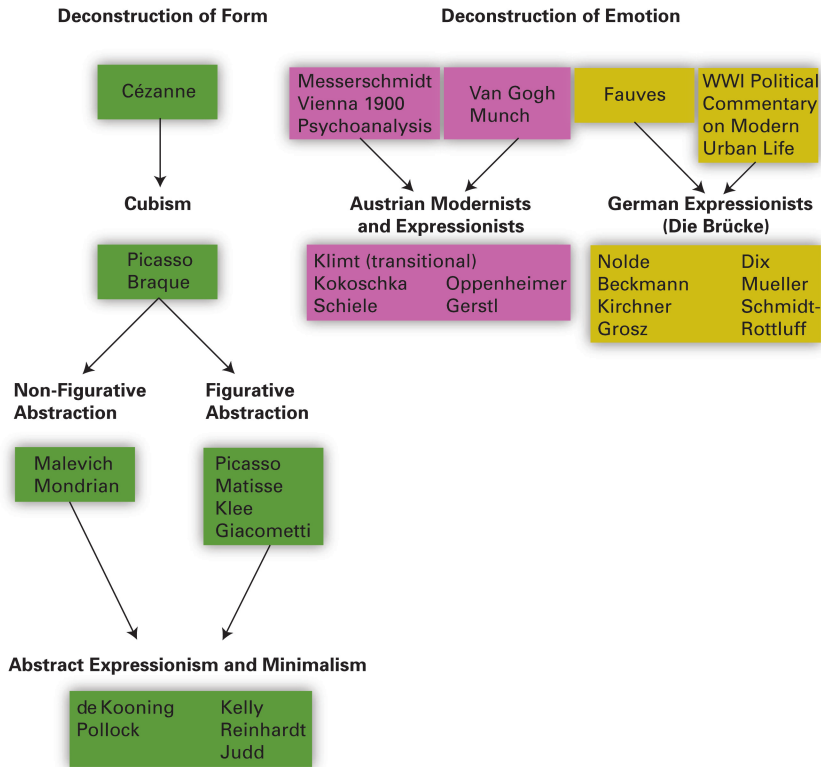 Deconstruction of Form
Cézanne
Cubism
Picasso
Braque
Non-Figurative
Abstraction
Malevich
Mondrian
Figurative
Abstraction
Picasso
Matisse
Klee
Giacometti
Abstract Expressionism and Minimalism
de Kooning
Pollock
Kelly
Reinhardt
Judd
Deconstruction of Emotion
Messerschmidt
Vienna 1900
Psychoanalysis
Van Gogh
Munch
Fauves
WWI Political
Commentary
on Modern
Urban Life
Austrian Modernists
and Expressionists
Klimt (transitional)
Kokoschka
Schiele
Oppenheimer
Gerstl
German Expressionists
(Die Brücke)
Nolde
Beckmann
Kirchner
Grosz
Dix
Mueller
Schmidt-
Rottluff